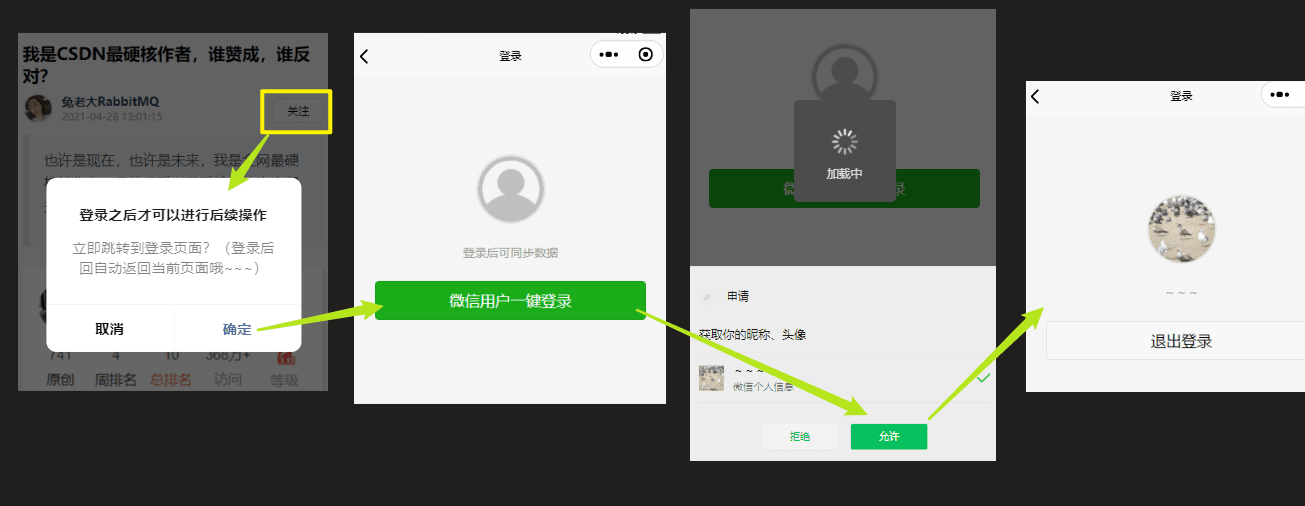 我是CSDN最硬核作者，谁赞成，谁反
对？
兔老大RabbitMQ
2021-04-28 13:01:15
关注
也许是现在，也许是未来，我是全网最硬
登录之后才可以进行后续操作
立即跳转到登录页面？（登录后
回自动返回当前页面哦~~~）
取消
确定
741
4
10
368万+
原创
周排名
总排名
访问
等级
登录
登录后可同步数据
微信用户一键登录
加载中
微
录
申请
获取你的昵称、头像
~ ~ ~
微信个人信息
拒绝
允许
登录
~ ~ ~
退出登录